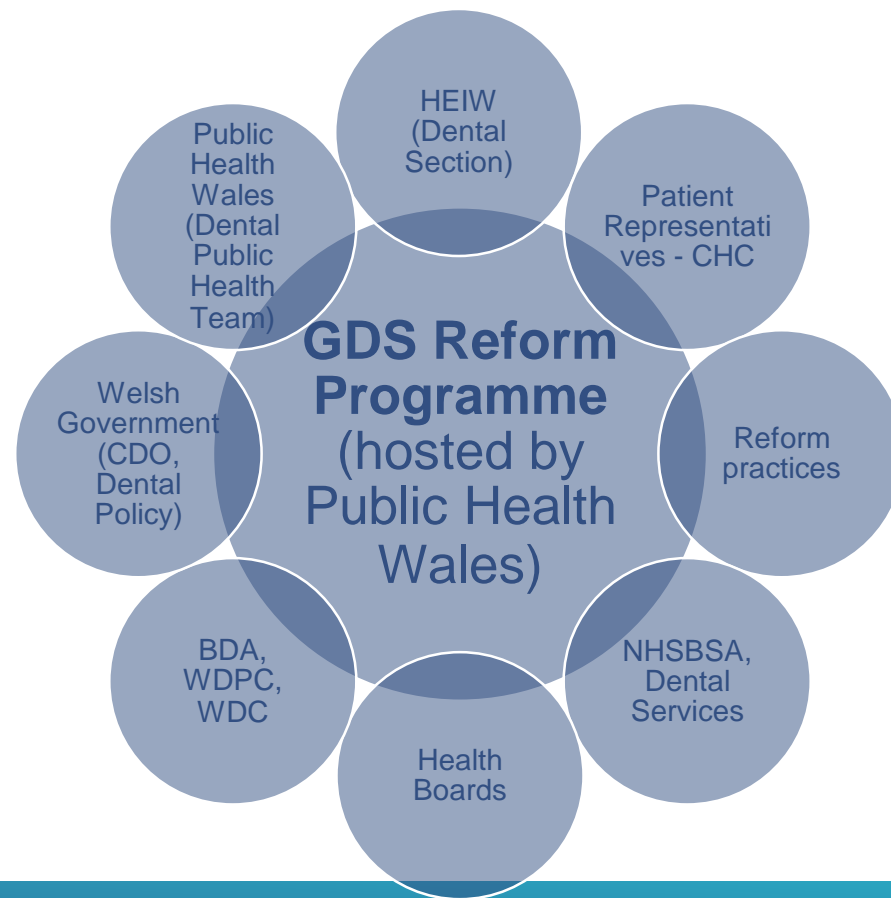 HEIW
(Dental
Section)
Patient
Representati
ves - CHC
Reform
practices
NHSBSA,
Dental
Services
Health
Boards
BDA,
WDPC,
WDC
Welsh
Government
(CDO,
Dental
Policy)
Public
Health
Wales
(Dental
Public
Health
Team)
GDS Reform
Programme
(hosted by
Public Health
Wales)